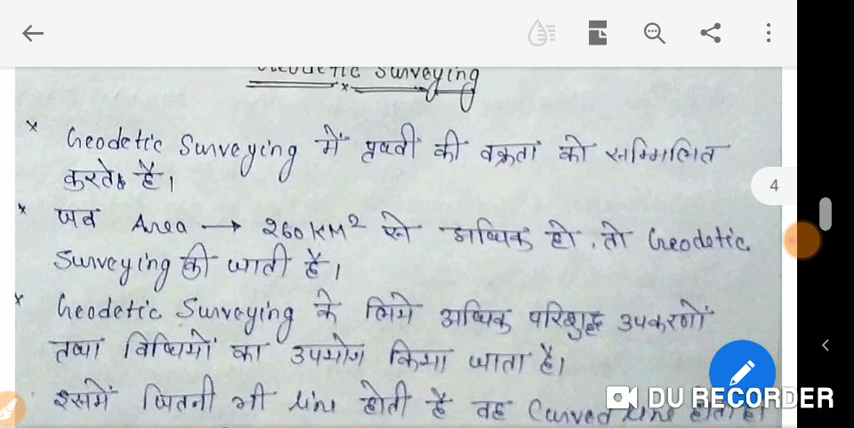 Geodetic Surveying
× Geodetic Surveying में पृथ्वी की वक्रता को सम्मिलित
करते है।
4
× जब Area → 260 KM² से अधिक हो, तो Geodetic
Surveying की जाती है।
× Geodetic Surveying के लिये अधिक परिशुद्ध उपकरणों
तथा विधियों का उपयोग किया जाता है।
इसमें जितनी भी line होती है वह Curved line होता है।
DU RECORDER